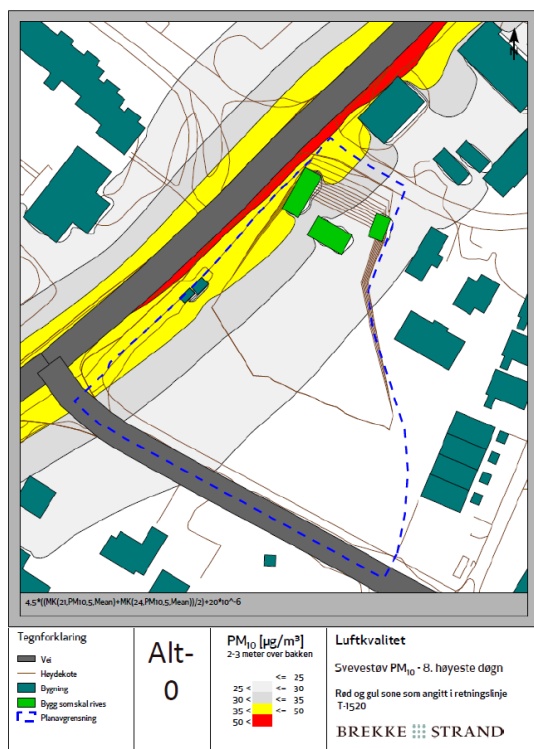 N
4.5*((MK(21,PM10,5,Mean)+MK(24,PM10,5,Mean))/2)+20*10^-6
Tegnforklaring
Vei
Høydekote
Bygning
Bygg som skal rives
Planavgrensning
Alt-
0
PM10 [µg/m³]
2-3 meter over bakken
<= 25
25 < <= 30
30 < <= 35
35 < <= 50
50 <
Luftkvalitet
Svevestøv PM10 - 8. høyeste døgn
Rød og gul sone som angitt i retningslinje
T-1520
BREKKE STRAND